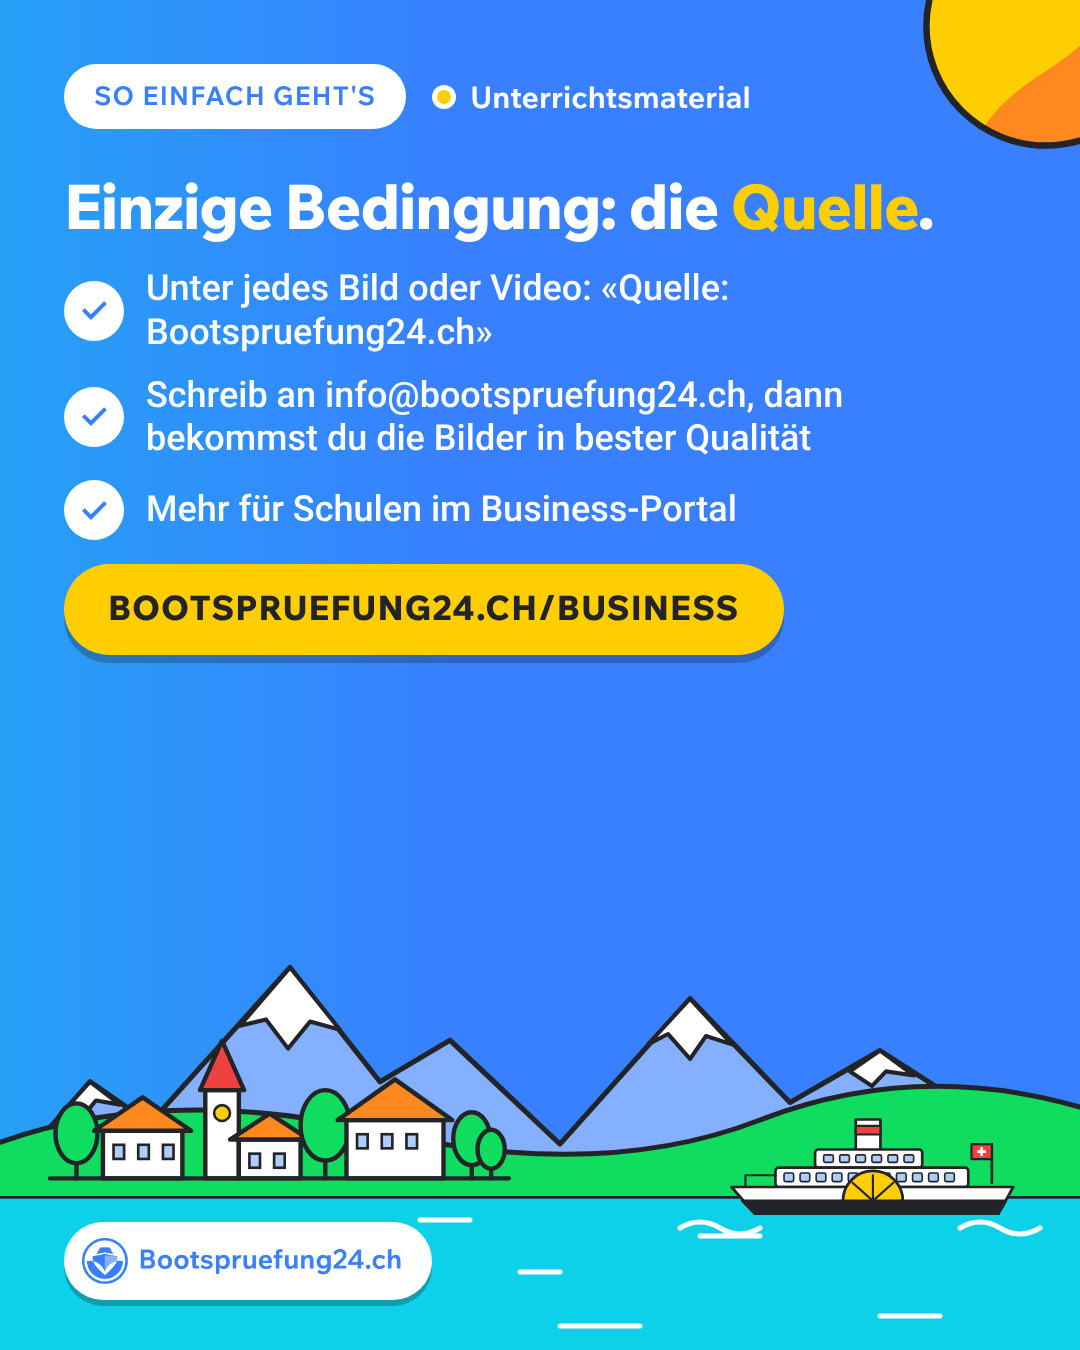 SO EINFACH GEHT'S
Unterrichtsmaterial
Einzige Bedingung: die Quelle.
Unter jedes Bild oder Video: «Quelle:
Bootspruefung24.ch»
Schreib an info@bootspruefung24.ch, dann
bekommst du die Bilder in bester Qualität
Mehr für Schulen im Business-Portal
BOOTSPRUEFUNG24.CH/BUSINESS
Bootspruefung24.ch